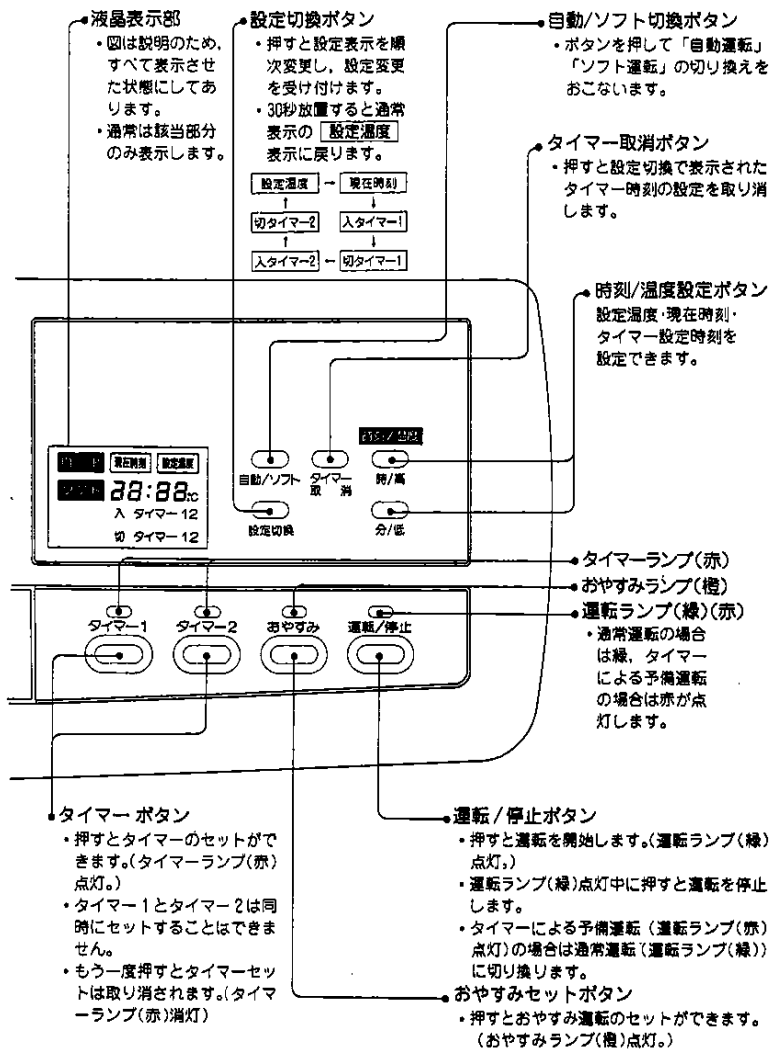 液晶表示部
・図は説明のため,
すべて表示させ
た状態にしてあ
ります。
・通常は該当部分
のみ表示します。
設定切換ボタン
・押すと設定表示を順
次変更し, 設定変更
を受け付けます。
・30秒放置すると通常
表示の 設定温度
表示に戻ります。
設定温度 → 現在時刻
↑ ↓
切タイマー2 入タイマー1
↑ ↓
入タイマー2 ← 切タイマー1
自動/ソフト切換ボタン
・ボタンを押して「自動運転」
「ソフト運転」の切り換えを
おこないます。
タイマー取消ボタン
・押すと設定切換で表示された
タイマー時刻の設定を取り消
します。
時刻/温度設定ボタン
設定温度・現在時刻・
タイマー設定時刻を
設定できます。
時刻/温度
現在時刻 設定温度
88:88℃
入 タイマー 12
切 タイマー 12
自動/ソフト
タイマー
取 消
時/高
設定切換
分/低
タイマーランプ(赤)
おやすみランプ(橙)
運転ランプ(緑)(赤)
・通常運転の場合
は緑, タイマー
による予備運転
の場合は赤が点
灯します。
タイマー1
タイマー2
おやすみ
運転/停止
タイマー ボタン
・押すとタイマーのセットがで
きます。(タイマーランプ(赤)
点灯。)
・タイマー1とタイマー2は同
時にセットすることはできま
せん。
・もう一度押すとタイマーセッ
トは取り消されます。(タイマ
ーランプ(赤)消灯)
運転/停止ボタン
・押すと運転を開始します。(運転ランプ(緑)
点灯。)
・運転ランプ(緑)点灯中に押すと運転を停止
します。
・タイマーによる予備運転(運転ランプ(赤)
点灯)の場合は通常運転(運転ランプ(緑))
に切り換ります。
おやすみセットボタン
・押すとおやすみ運転のセットができます。
(おやすみランプ(橙)点灯。)